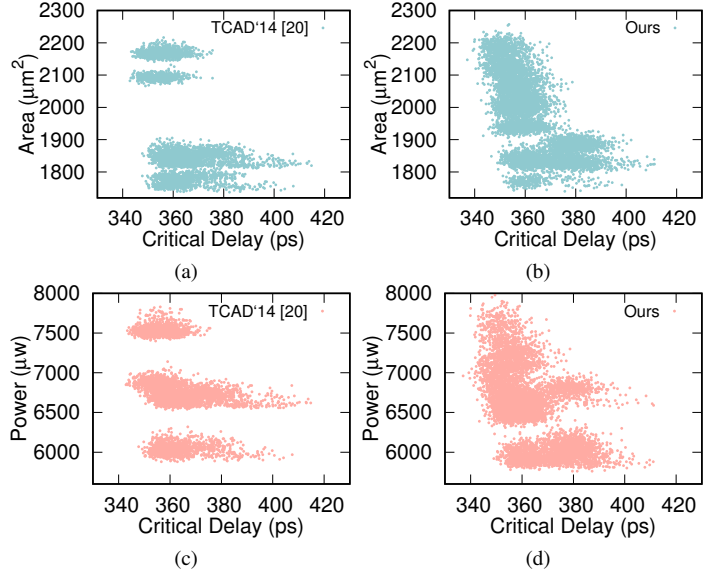 TCAD‘14 [20]
Area (μm²)
2200
2100
2000
1900
1800
340 360 380 400 420
Critical Delay (ps)
(a)
Ours
Area (μm²)
2300
2200
2100
2000
1900
1800
340 360 380 400 420
Critical Delay (ps)
(b)
TCAD‘14 [20]
Power (μw)
8000
7500
7000
6500
6000
340 360 380 400 420
Critical Delay (ps)
(c)
Ours
Power (μw)
8000
7000
6000
340 360 380 400 420
Critical Delay (ps)
(d)